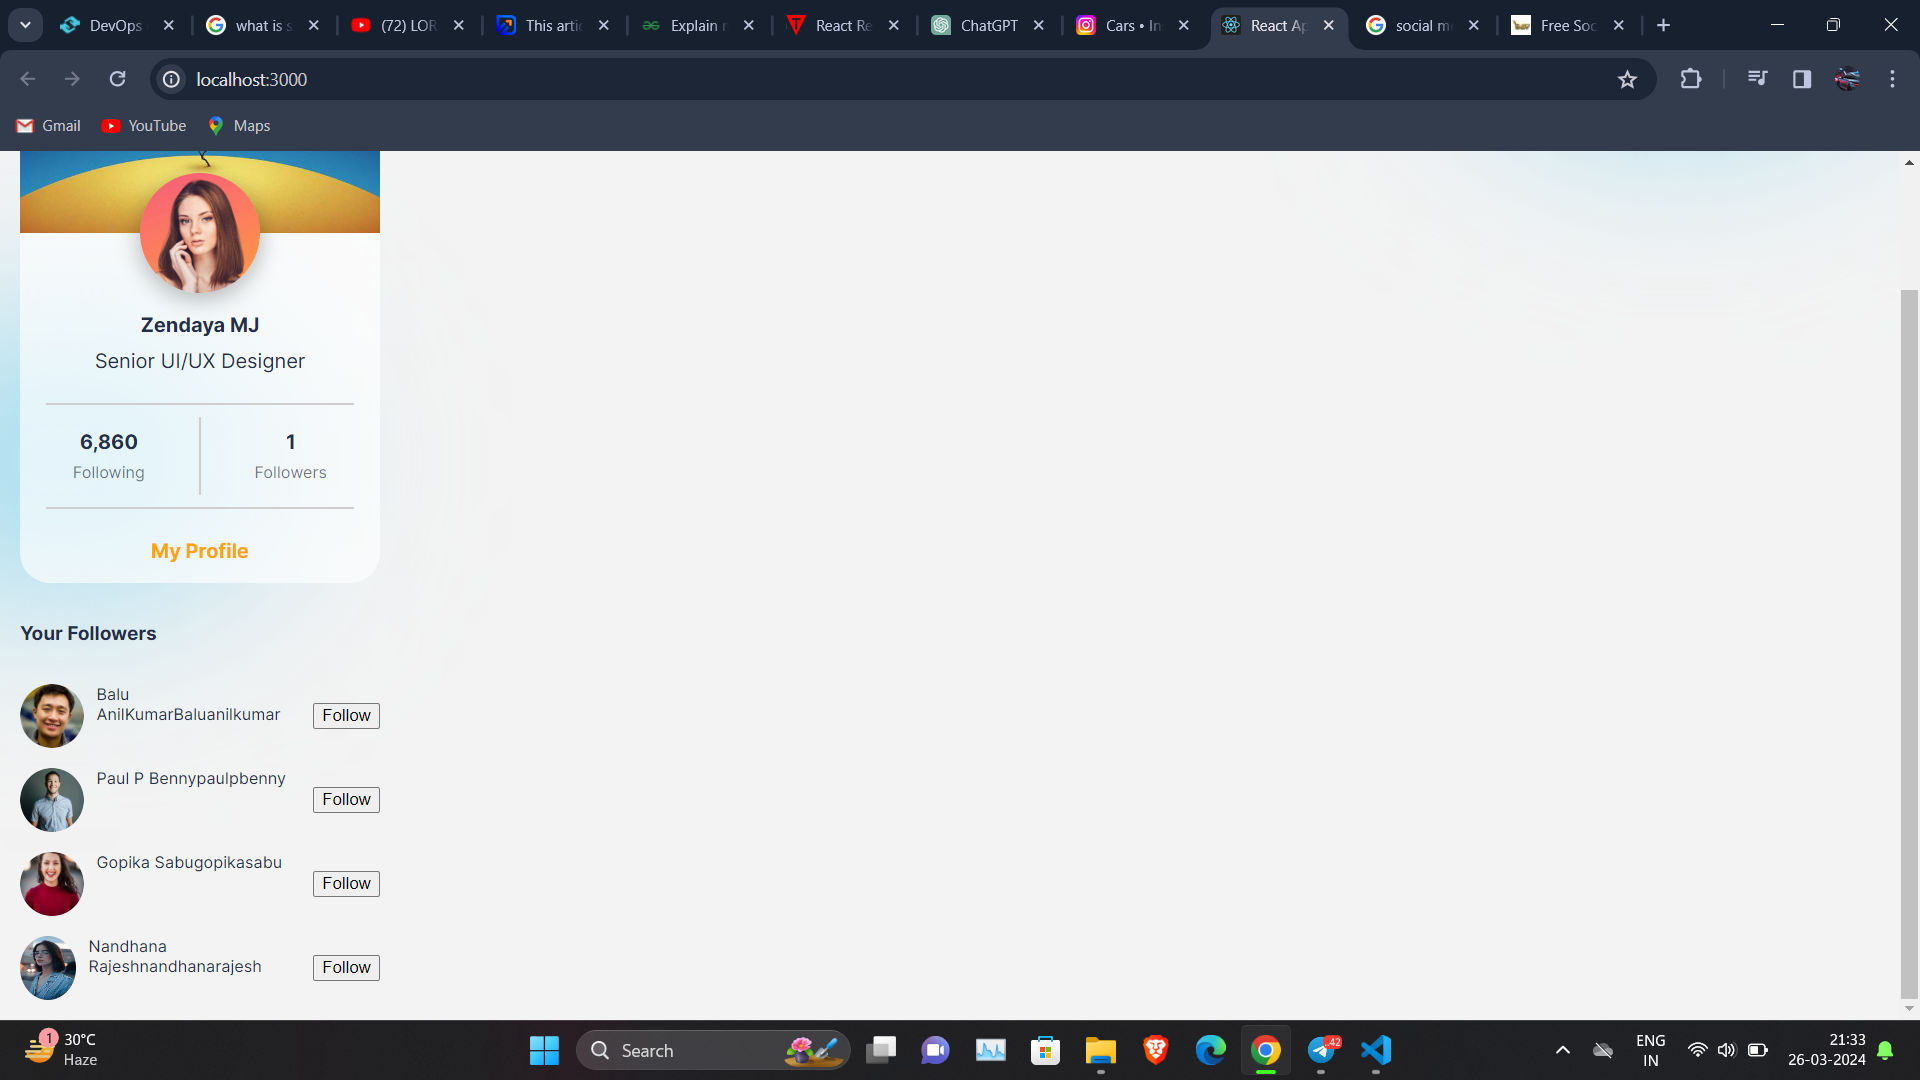 DevOps
what is s
(72) LOR
This artic
Explain r
React Re
ChatGPT
Cars • In
React Ap
social m
Free Soc
localhost:3000
Gmail
YouTube
Maps
Zendaya MJ
Senior UI/UX Designer
6,860
Following
1
Followers
My Profile
Your Followers
Balu
AnilKumarBaluanilkumar
Follow
Paul P Bennypaulpbenny
Follow
Gopika Sabugopikasabu
Follow
Nandhana
Rajeshnandhanarajesh
Follow
1
30°C
Haze
Search
42
ENG
IN
21:33
26-03-2024